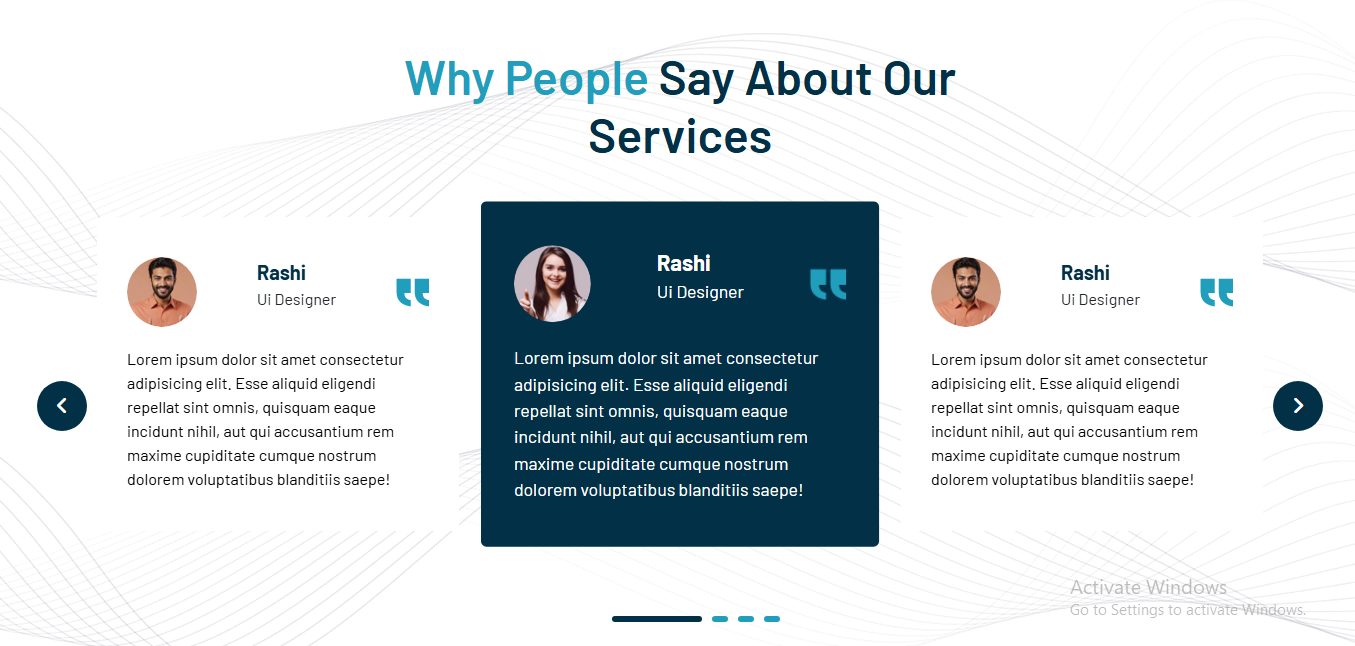 Why People Say About Our
Services
Rashi
Ui Designer
Lorem ipsum dolor sit amet consectetur
adipisicing elit. Esse aliquid eligendi
repellat sint omnis, quisquam eaque
incidunt nihil, aut qui accusantium rem
maxime cupiditate cumque nostrum
dolorem voluptatibus blanditiis saepe!
Rashi
Ui Designer
Lorem ipsum dolor sit amet consectetur
adipisicing elit. Esse aliquid eligendi
repellat sint omnis, quisquam eaque
incidunt nihil, aut qui accusantium rem
maxime cupiditate cumque nostrum
dolorem voluptatibus blanditiis saepe!
Rashi
Ui Designer
Lorem ipsum dolor sit amet consectetur
adipisicing elit. Esse aliquid eligendi
repellat sint omnis, quisquam eaque
incidunt nihil, aut qui accusantium rem
maxime cupiditate cumque nostrum
dolorem voluptatibus blanditiis saepe!
Activate Windows
Go to Settings to activate Windows.